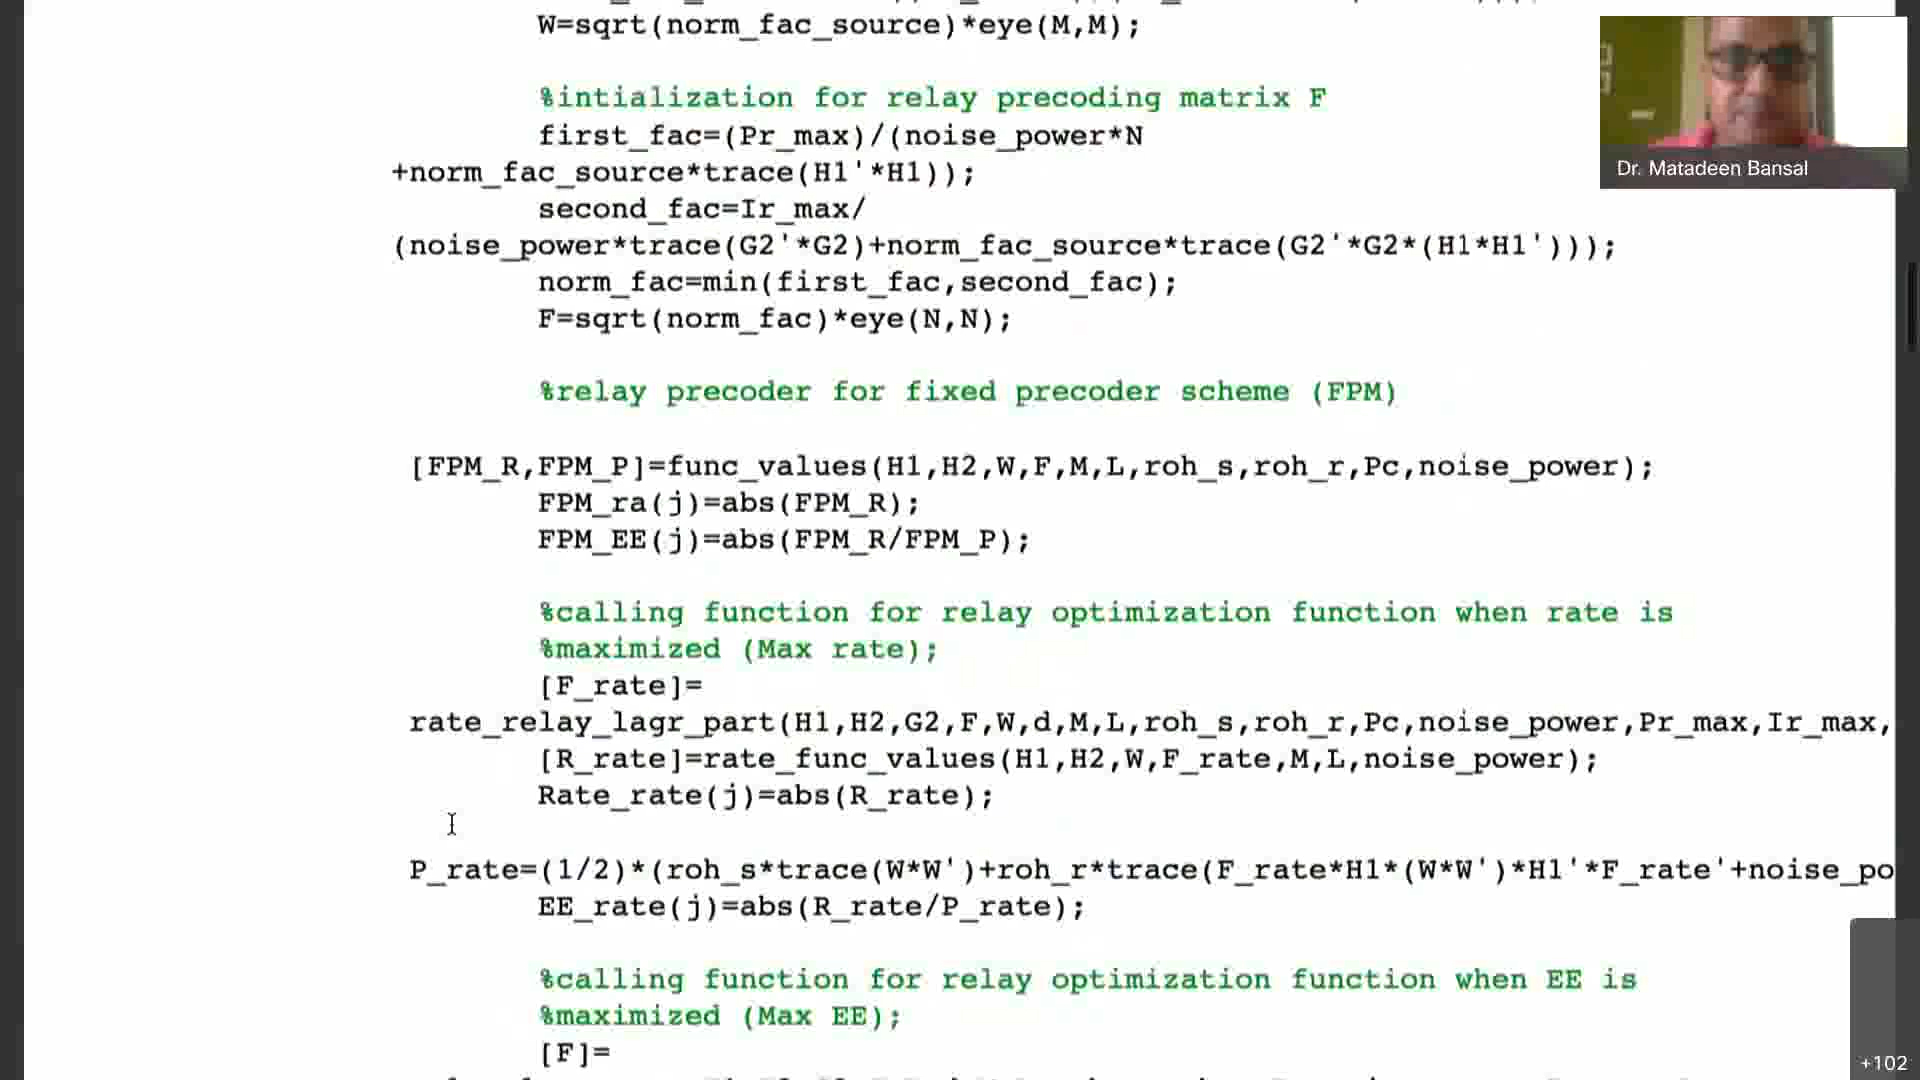 W=sqrt(norm_fac_source)*eye(M,M);
%intialization for relay precoding matrix F
first_fac=(Pr_max)/(noise_power*N
+norm_fac_source*trace(H1'*H1));
second_fac=Ir_max/
(noise_power*trace(G2'*G2)+norm_fac_source*trace(G2'*G2*(H1*H1')));
norm_fac=min(first_fac,second_fac);
F=sqrt(norm_fac)*eye(N,N);
%relay precoder for fixed precoder scheme (FPM)
[FPM_R,FPM_P]=func_values(H1,H2,W,F,M,L,roh_s,roh_r,Pc,noise_power);
FPM_ra(j)=abs(FPM_R);
FPM_EE(j)=abs(FPM_R/FPM_P);
%calling function for relay optimization function when rate is
%maximized (Max rate);
[F_rate]=
rate_relay_lagr_part(H1,H2,G2,F,W,d,M,L,roh_s,roh_r,Pc,noise_power,Pr_max,Ir_max,
[R_rate]=rate_func_values(H1,H2,W,F_rate,M,L,noise_power);
Rate_rate(j)=abs(R_rate);
P_rate=(1/2)*(roh_s*trace(W*W')+roh_r*trace(F_rate*H1*(W*W')*H1'*F_rate'+noise_po
EE_rate(j)=abs(R_rate/P_rate);
%calling function for relay optimization function when EE is
%maximized (Max EE);
[F]=
Dr. Matadeen Bansal
+102